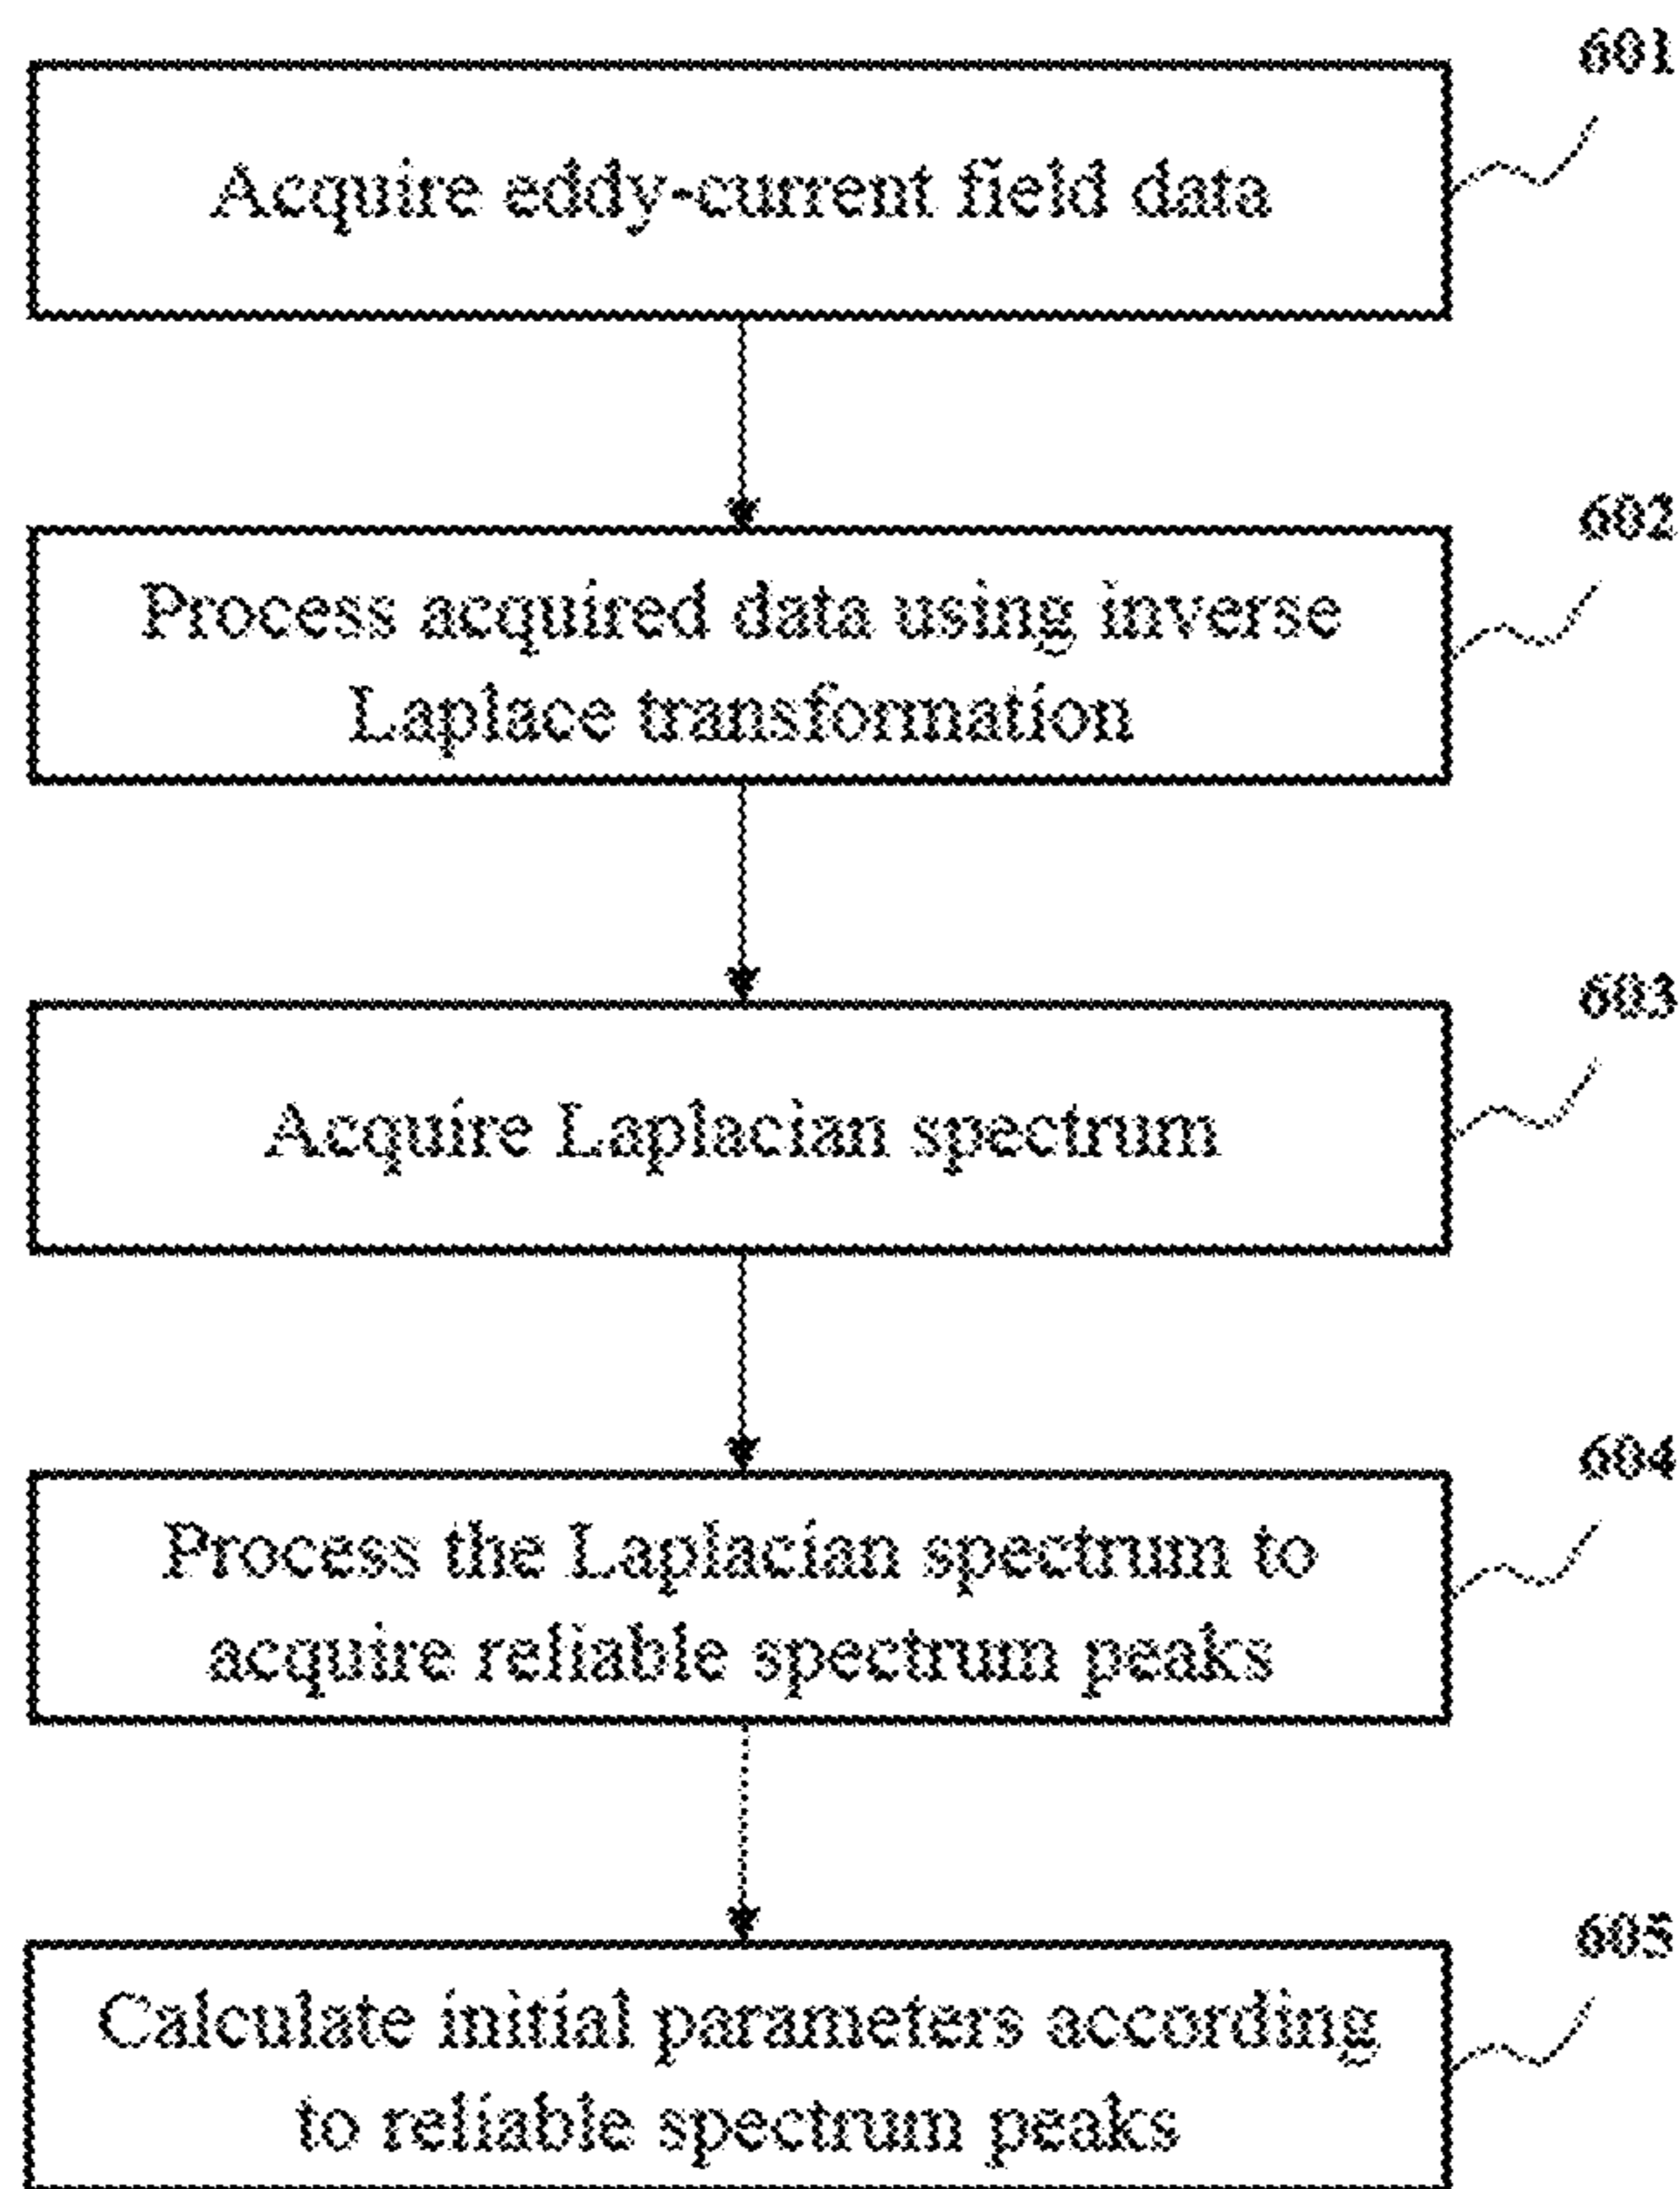 601
Acquire eddy-current field data
602
Process acquired data using inverse
Laplace transformation
603
Acquire Laplacian spectrum
604
Process the Laplacian spectrum to
acquire reliable spectrum peaks
605
Calculate initial parameters according
to reliable spectrum peaks